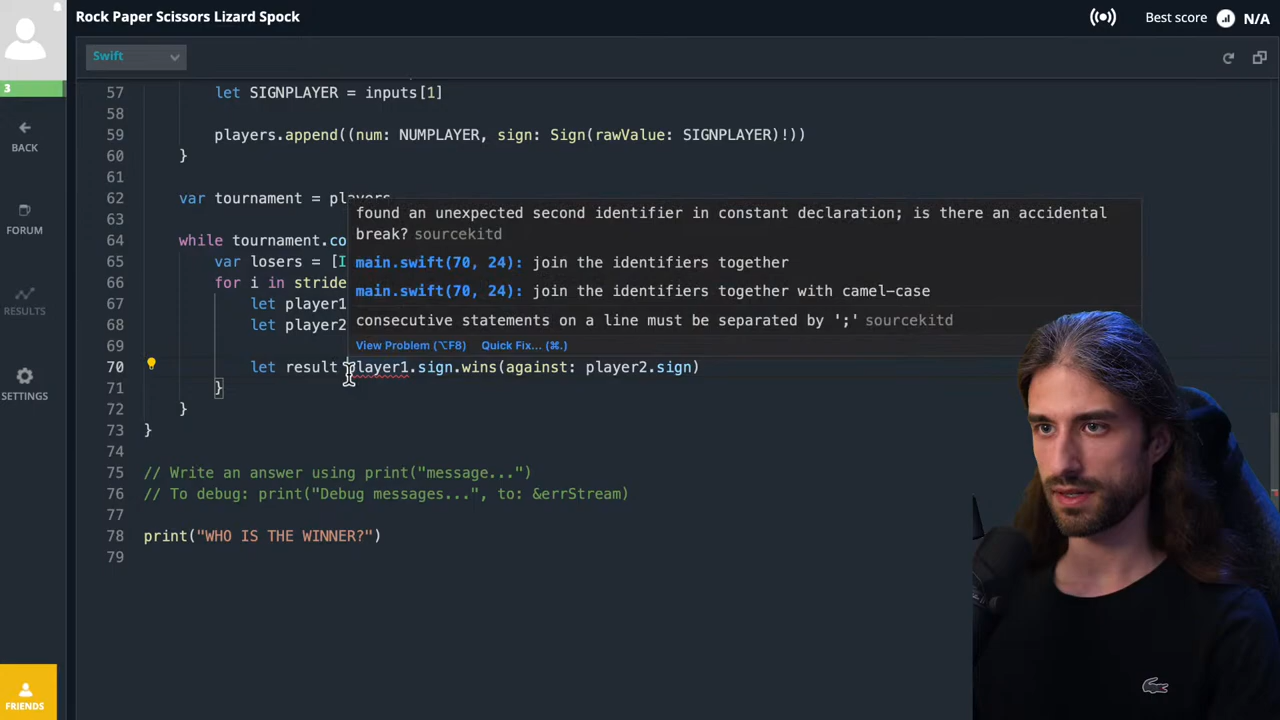 Rock Paper Scissors Lizard Spock
Best score
N/A
Swift
3
BACK
FORUM
RESULTS
SETTINGS
FRIENDS
57 let SIGNPLAYER = inputs[1]
58
59 players.append((num: NUMPLAYER, sign: Sign(rawValue: SIGNPLAYER)!))
60 }
61
62 var tournament = players
63
64 while tournament.co
65 var losers = [I
66 for i in stride
67 let player1
68 let player2
69
70 let result player1.sign.wins(against: player2.sign)
71 }
72 }
73 }
74
75 // Write an answer using print("message...")
76 // To debug: print("Debug messages...", to: &errStream)
77
78 print("WHO IS THE WINNER?")
79
found an unexpected second identifier in constant declaration; is there an accidental
break? sourcekitd
main.swift(70, 24): join the identifiers together
main.swift(70, 24): join the identifiers together with camel-case
consecutive statements on a line must be separated by ';' sourcekitd
View Problem (⌥F8) Quick Fix... (⌘.)